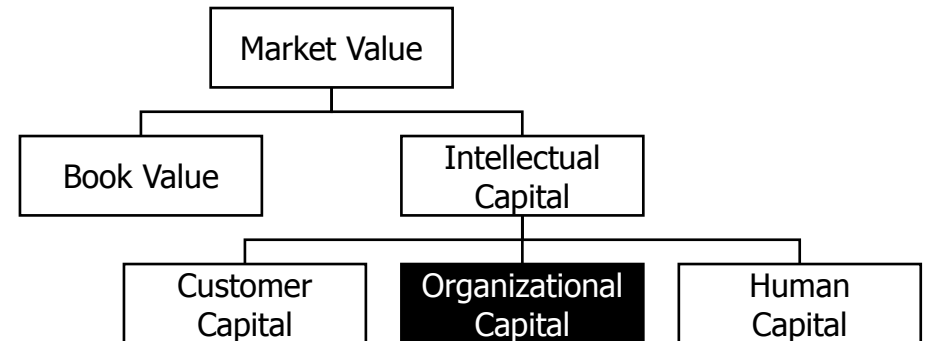 Market Value
Book Value
Intellectual
Capital
Customer
Capital
Organizational
Capital
Human
Capital